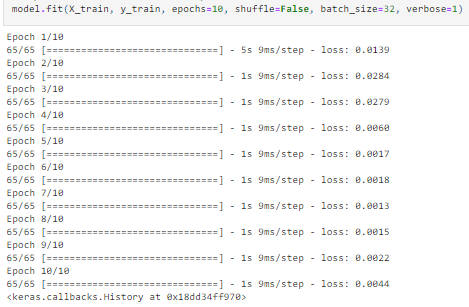 model.fit(X_train, y_train, epochs=10, shuffle=False, batch_size=32, verbose=1)
Epoch 1/10
65/65 [==============================] - 5s 9ms/step - loss: 0.0139
Epoch 2/10
65/65 [==============================] - 1s 9ms/step - loss: 0.0284
Epoch 3/10
65/65 [==============================] - 1s 9ms/step - loss: 0.0279
Epoch 4/10
65/65 [==============================] - 1s 9ms/step - loss: 0.0060
Epoch 5/10
65/65 [==============================] - 1s 9ms/step - loss: 0.0017
Epoch 6/10
65/65 [==============================] - 1s 9ms/step - loss: 0.0018
Epoch 7/10
65/65 [==============================] - 1s 9ms/step - loss: 0.0013
Epoch 8/10
65/65 [==============================] - 1s 9ms/step - loss: 0.0015
Epoch 9/10
65/65 [==============================] - 1s 9ms/step - loss: 0.0022
Epoch 10/10
65/65 [==============================] - 1s 9ms/step - loss: 0.0044
<keras.callbacks.History at 0x18dd34ff970>